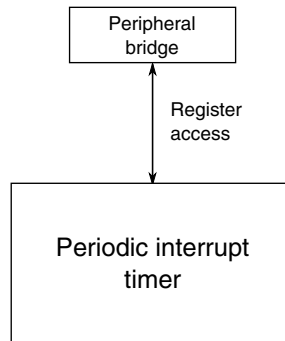 Peripheral
bridge
Register
access
Periodic interrupt
timer